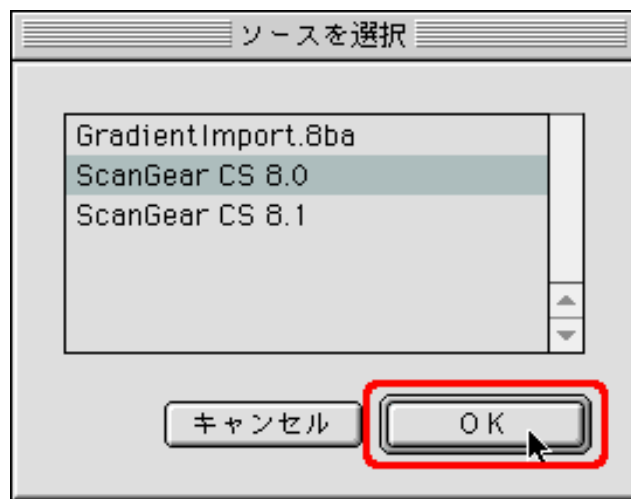 ソースを選択
GradientImport.8ba
ScanGear CS 8.0
ScanGear CS 8.1
キャンセル
OK